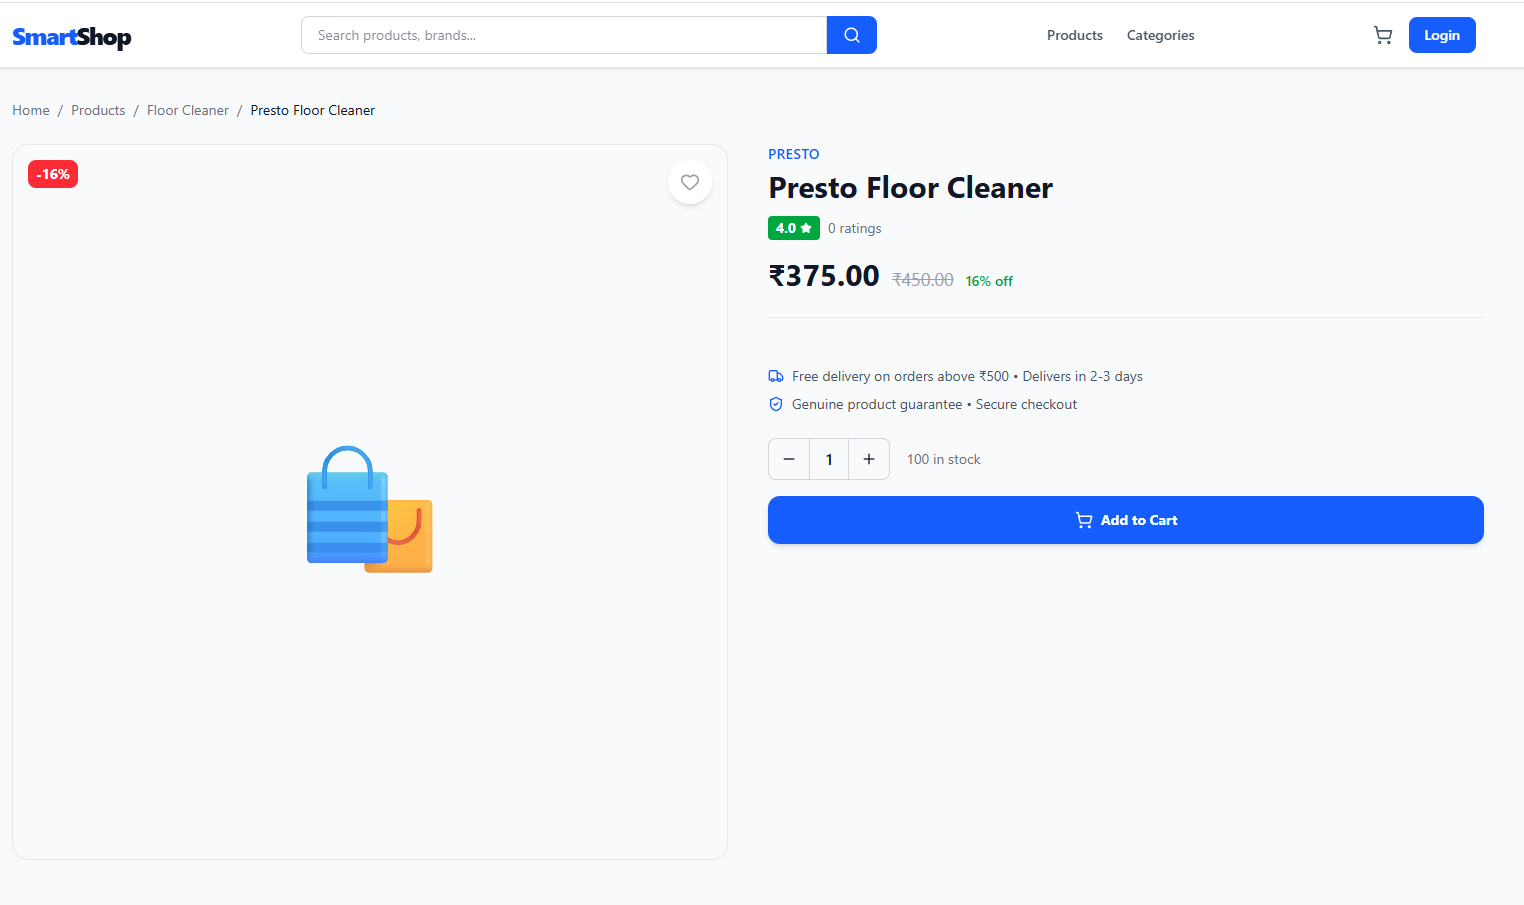 SmartShop
Search products, brands...
Products
Categories
Login
Home / Products / Floor Cleaner / Presto Floor Cleaner
-16%
PRESTO
Presto Floor Cleaner
4.0 ★ 0 ratings
₹375.00 ₹450.00 16% off
Free delivery on orders above ₹500 • Delivers in 2-3 days
Genuine product guarantee • Secure checkout
− 1 + 100 in stock
Add to Cart